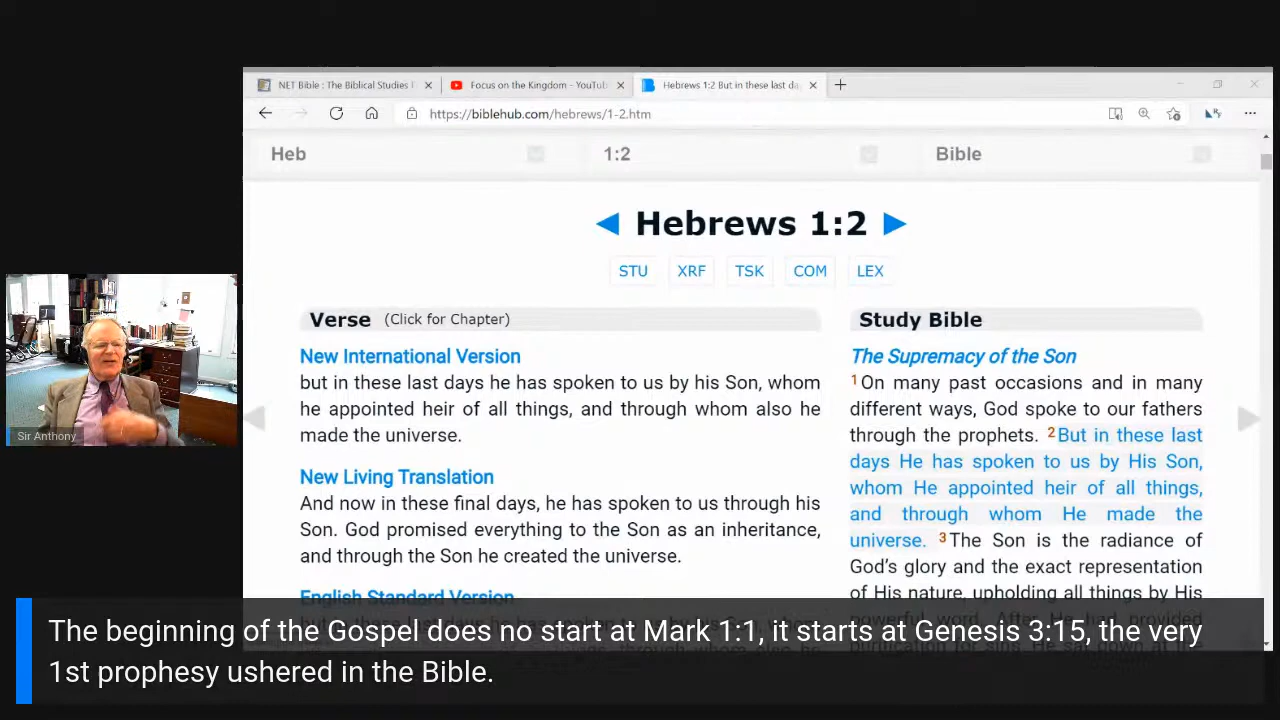 NET Bible : The Biblical Studies
Focus on the Kingdom - YouTub
Hebrews 1:2 But in these last da
https://biblehub.com/hebrews/1-2.htm
Heb
1:2
Bible
Hebrews 1:2
STU
XRF
TSK
COM
LEX
Verse (Click for Chapter)
New International Version
but in these last days he has spoken to us by his Son, whom
he appointed heir of all things, and through whom also he
made the universe.
New Living Translation
And now in these final days, he has spoken to us through his
Son. God promised everything to the Son as an inheritance,
and through the Son he created the universe.
English Standard Version
Study Bible
The Supremacy of the Son
1 On many past occasions and in many
different ways, God spoke to our fathers
through the prophets. 2 But in these last
days He has spoken to us by His Son,
whom He appointed heir of all things,
and through whom He made the
universe. 3 The Son is the radiance of
God's glory and the exact representation
of His nature, upholding all things by His
Sir Anthony
The beginning of the Gospel does no start at Mark 1:1, it starts at Genesis 3:15, the very
1st prophesy ushered in the Bible.